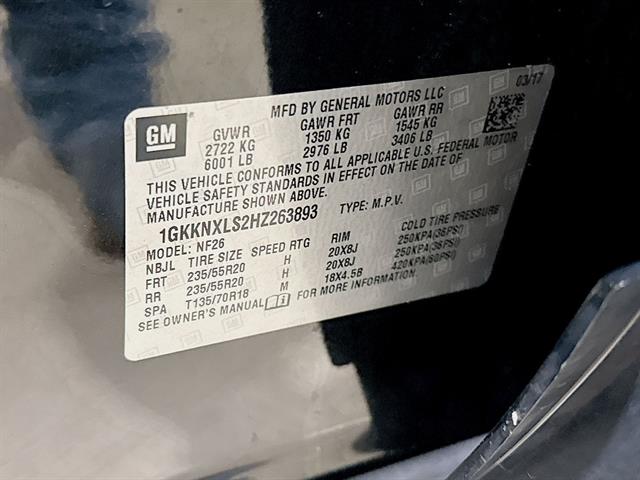 MFD BY GENERAL MOTORS LLC 03/17
GM GVWR GAWR FRT GAWR RR
2722 KG 1350 KG 1545 KG
6001 LB 2976 LB 3406 LB
THIS VEHICLE CONFORMS TO ALL APPLICABLE U.S. FEDERAL MOTOR
VEHICLE SAFETY STANDARDS IN EFFECT ON THE DATE OF
MANUFACTURE SHOWN ABOVE.
1GKKNXLS2HZ263893 TYPE: M.P.V.
MODEL: NF26
NBJL TIRE SIZE SPEED RTG RIM COLD TIRE PRESSURE
FRT 235/55R20 H 20X8J 250KPA(36PSI)
RR 235/55R20 H 20X8J 250KPA(36PSI)
SPA T135/70R18 M 18X4.5B 420KPA(60PSI)
SEE OWNER'S MANUAL FOR MORE INFORMATION.